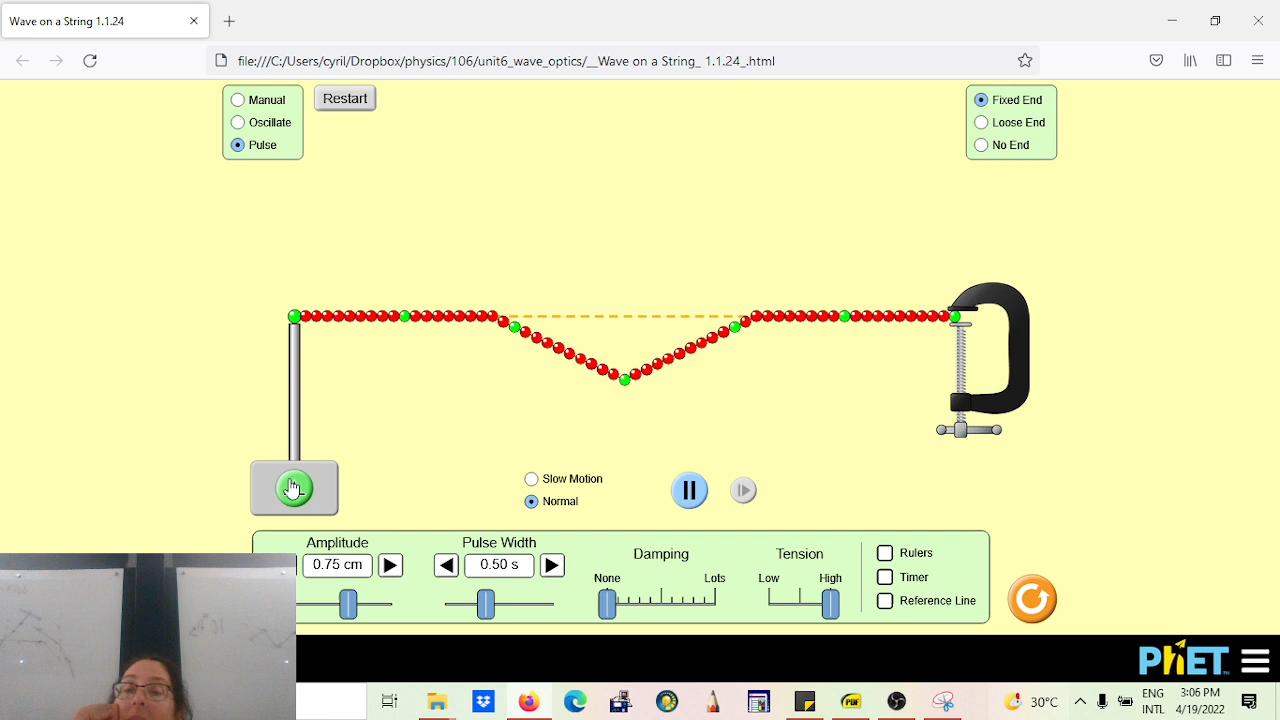 Wave on a String 1.1.24
file:///C:/Users/cyril/Dropbox/physics/106/unit6_wave_optics/__Wave on a String_ 1.1.24_.html
Manual
Oscillate
Pulse
Restart
Fixed End
Loose End
No End
Slow Motion
Normal
Amplitude
0.75 cm
Pulse Width
0.50 s
Damping
None
Lots
Tension
Low
High
Rulers
Timer
Reference Line
PhET
PDF
30°C
ENG
INTL
3:06 PM
4/19/2022